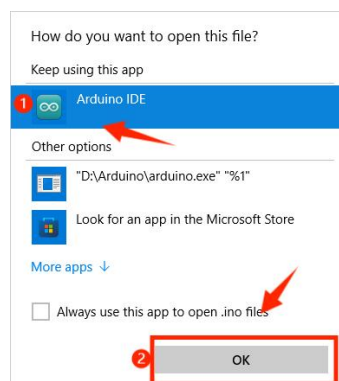 How do you want to open this file?
Keep using this app
1
Arduino IDE
Other options
"D:\Arduino\arduino.exe" "%1"
Look for an app in the Microsoft Store
More apps ↓
Always use this app to open .ino files
2
OK